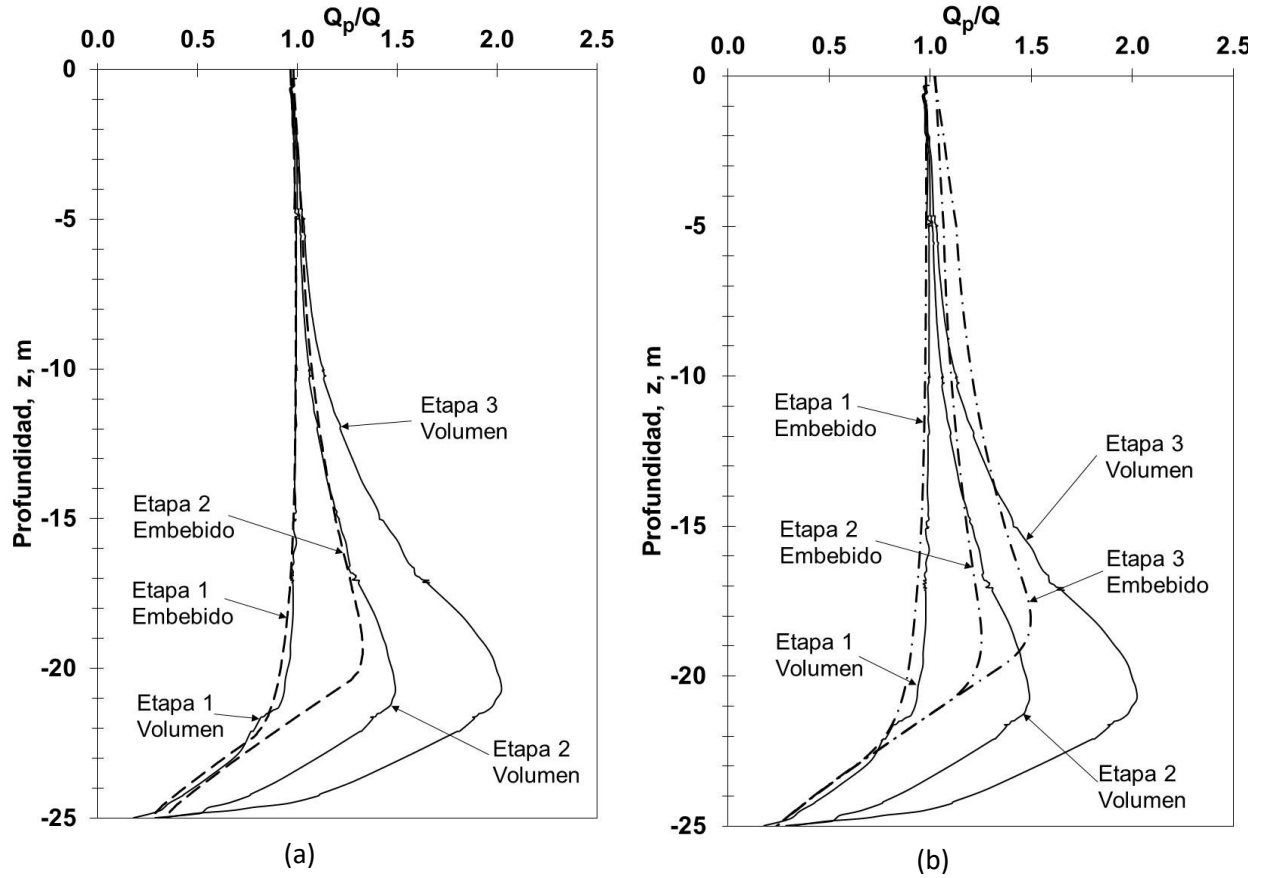 Qp/Q
0.0 0.5 1.0 1.5 2.0 2.5
0
-5
-10
-15
-20
-25
Profundidad, z, m
Etapa 3
Volumen
Etapa 2
Embebido
Etapa 1
Embebido
Etapa 1
Volumen
Etapa 2
Volumen
(a)
Qp/Q
0.0 0.5 1.0 1.5 2.0 2.5
0
-5
-10
-15
-20
-25
Profundidad, z, m
Etapa 1
Embebido
Etapa 3
Volumen
Etapa 2
Embebido
Etapa 3
Embebido
Etapa 1
Volumen
Etapa 2
Volumen
(b)